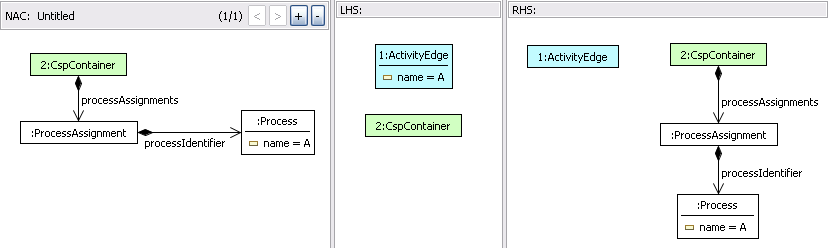 NAC: Untitled (1/1) < > + -
2:CspContainer
processAssignments
:ProcessAssignment
processIdentifier
:Process
name = A
LHS:
1:ActivityEdge
name = A
2:CspContainer
RHS:
1:ActivityEdge
2:CspContainer
processAssignments
:ProcessAssignment
processIdentifier
:Process
name = A